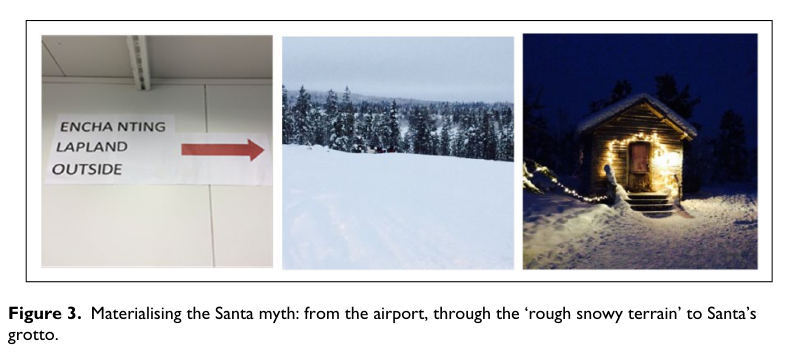 ENCHA NTING
LAPLAND
OUTSIDE
Figure 3. Materialising the Santa myth: from the airport, through the ‘rough snowy terrain’ to Santa’s
grotto.